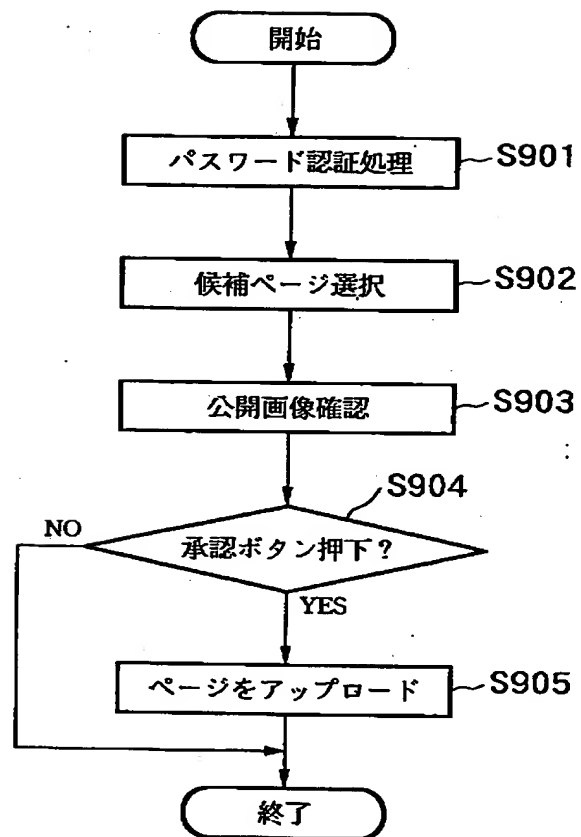 開始
パスワード認証処理
S901
候補ページ選択
S902
公開画像確認
S903
S904
NO
承認ボタン押下?
YES
ページをアップロード
S905
終了